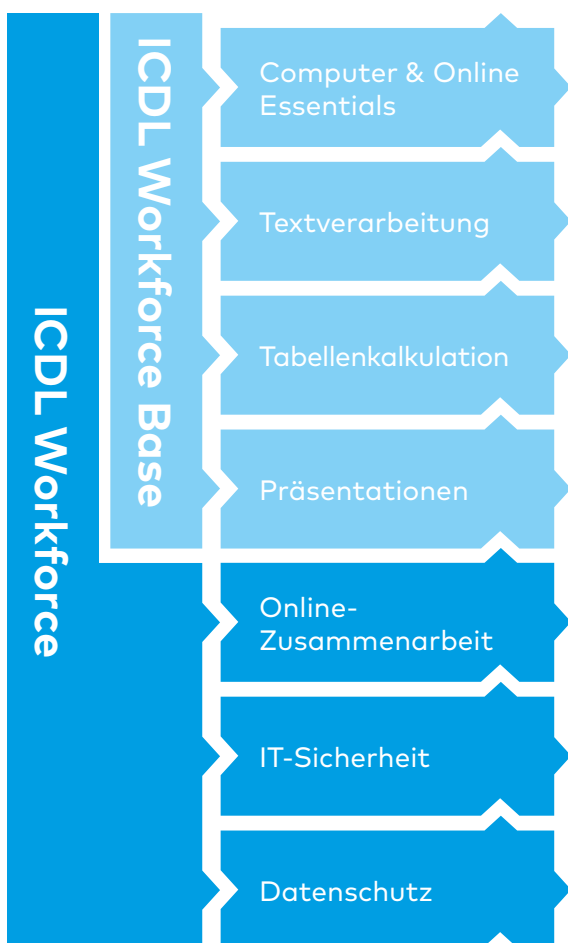 ICDL Workforce
ICDL Workforce Base
Computer & Online
Essentials
Textverarbeitung
Tabellenkalkulation
Präsentationen
Online-
Zusammenarbeit
IT-Sicherheit
Datenschutz